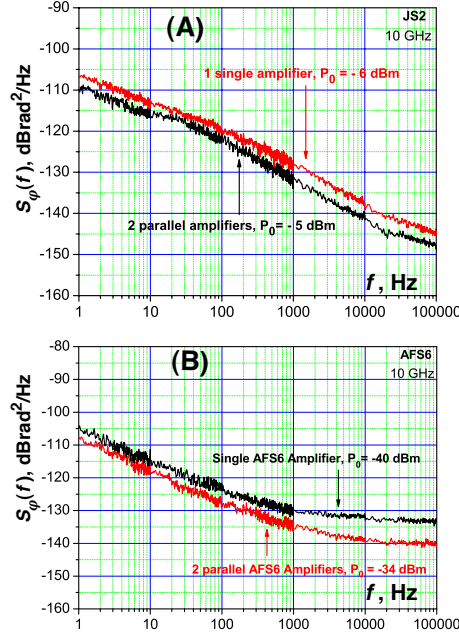 -90
(A)
JS2
10 GHz
-100
1 single amplifier, P0 = - 6 dBm
-110
-120
-130
2 parallel amplifiers, P0 = - 5 dBm
-140
-150
-160
Sφ(f), dBrad2/Hz
f , Hz
1 10 100 1000 10000 100000
-80
(B)
AFS6
10 GHz
-90
-100
-110
Single AFS6 Amplifier, P0= -40 dBm
-120
-130
-140
2 parallel AFS6 Amplifiers, P0 = -34 dBm
-150
-160
Sφ(f), dBrad2/Hz
f , Hz
1 10 100 1000 10000 100000